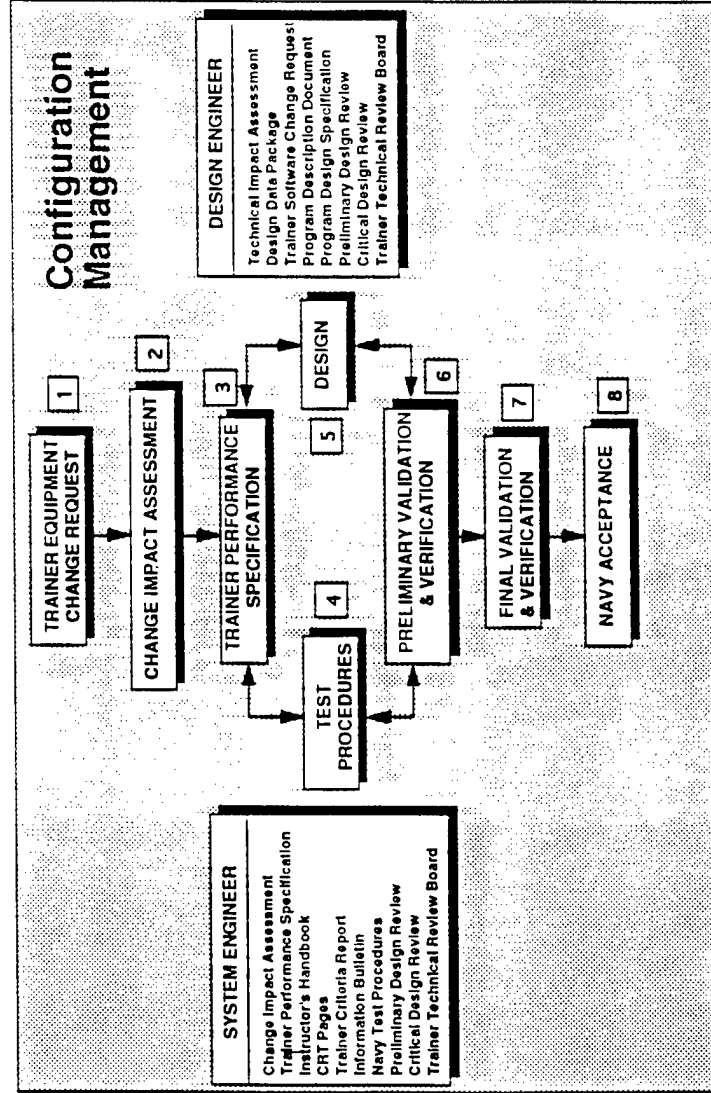 Configuration
Management
TRAINER EQUIPMENT
CHANGE REQUEST
1
CHANGE IMPACT ASSESSMENT
2
TRAINER PERFORMANCE
SPECIFICATION
3
TEST
PROCEDURES
4
DESIGN
5
PRELIMINARY VALIDATION
& VERIFICATION
6
FINAL VALIDATION
& VERIFICATION
7
NAVY ACCEPTANCE
8
SYSTEM ENGINEER
Change Impact Assessment
Trainer Performance Specification
Instructor's Handbook
CRT Pages
Trainer Criteria Report
Information Bulletin
Navy Test Procedures
Preliminary Design Review
Critical Design Review
Trainer Technical Review Board
DESIGN ENGINEER
Technical Impact Assessment
Design Data Package
Trainer Software Change Request
Program Description Document
Program Design Specification
Preliminary Design Review
Critical Design Review
Trainer Technical Review Board